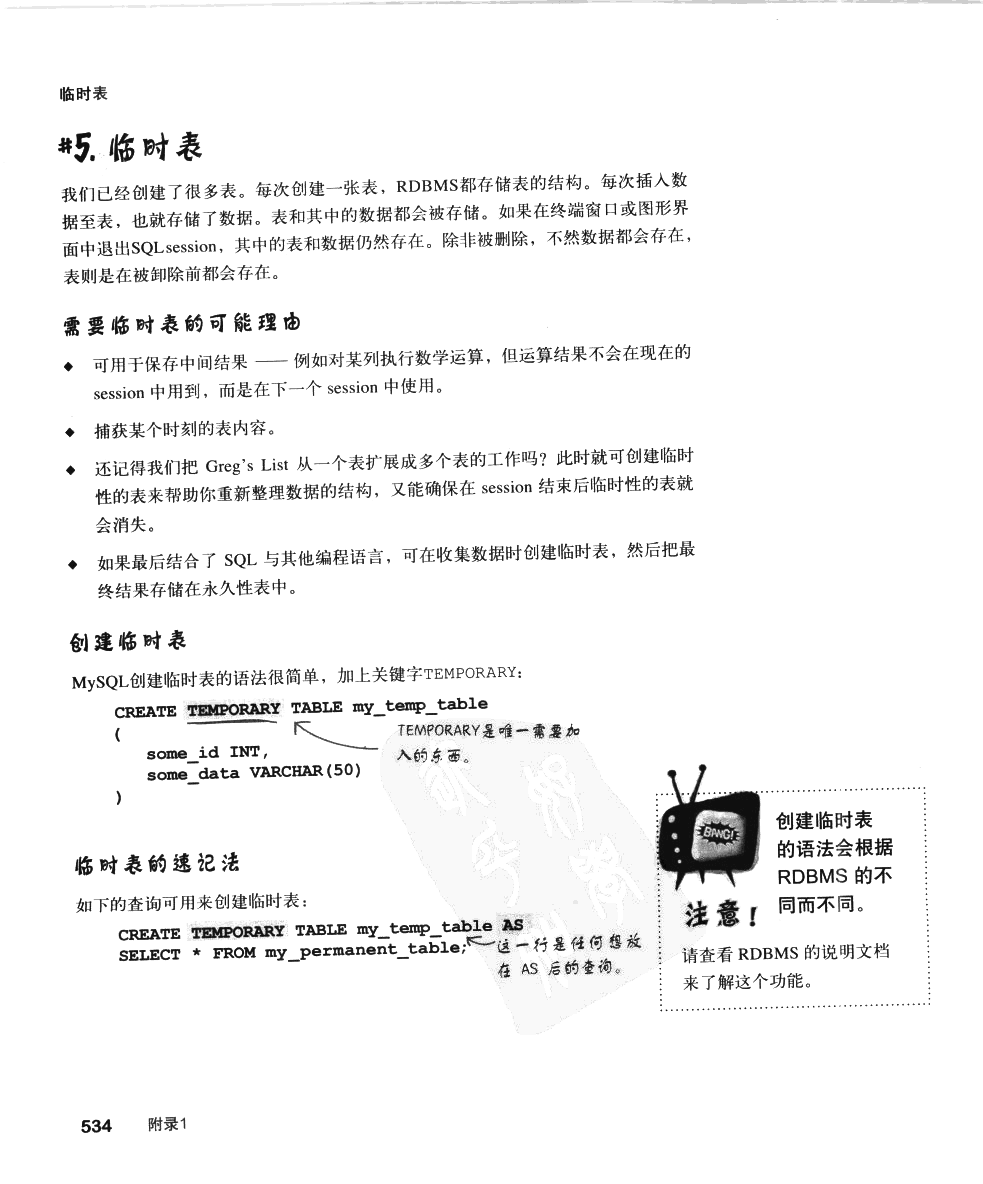 临时表
#5. 临时表
我们已经创建了很多表。每次创建一张表，RDBMS都存储表的结构。每次插入数
据至表，也就存储了数据。表和其中的数据都会被存储。如果在终端窗口或图形界
面中退出SQLsession，其中的表和数据仍然存在。除非被删除，不然数据都会存在，
表则是在被卸除前都会存在。
需要临时表的可能理由
◆ 可用于保存中间结果 —— 例如对某列执行数学运算，但运算结果不会在现在的
session 中用到，而是在下一个 session 中使用。
◆ 捕获某个时刻的表内容。
◆ 还记得我们把 Greg's List 从一个表扩展成多个表的工作吗？此时就可创建临时
性的表来帮助你重新整理数据的结构，又能确保在 session 结束后临时性的表就
会消失。
◆ 如果最后结合了 SQL 与其他编程语言，可在收集数据时创建临时表，然后把最
终结果存储在永久性表中。
创建临时表
MySQL创建临时表的语法很简单，加上关键字TEMPORARY：
CREATE TEMPORARY TABLE my_temp_table
(
some_id INT,
some_data VARCHAR(50)
)
TEMPORARY是唯一需要加
入的东西。
临时表的速记法
如下的查询可用来创建临时表：
CREATE TEMPORARY TABLE my_temp_table AS
SELECT * FROM my_permanent_table;
这一行是任何想放
在 AS 后的查询。
BANG!
注意！
创建临时表
的语法会根据
RDBMS 的不
同而不同。
请查看 RDBMS 的说明文档
来了解这个功能。
534 附录1